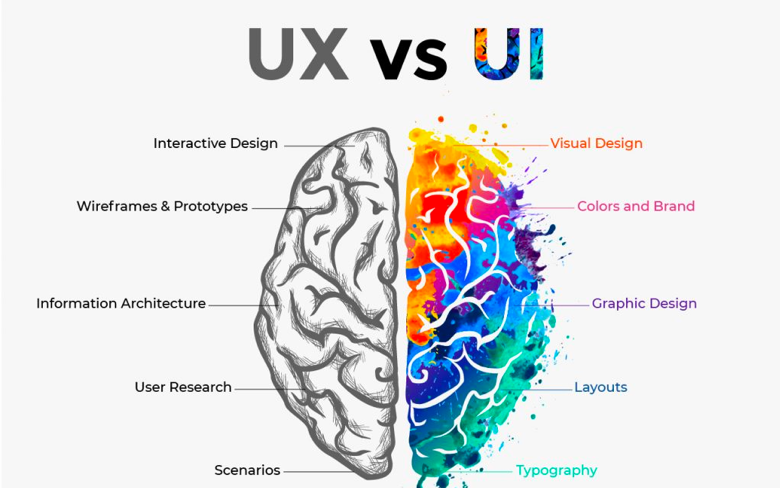 UX vs UI
Interactive Design
Visual Design
Wireframes & Prototypes
Colors and Brand
Information Architecture
Graphic Design
User Research
Layouts
Scenarios
Typography